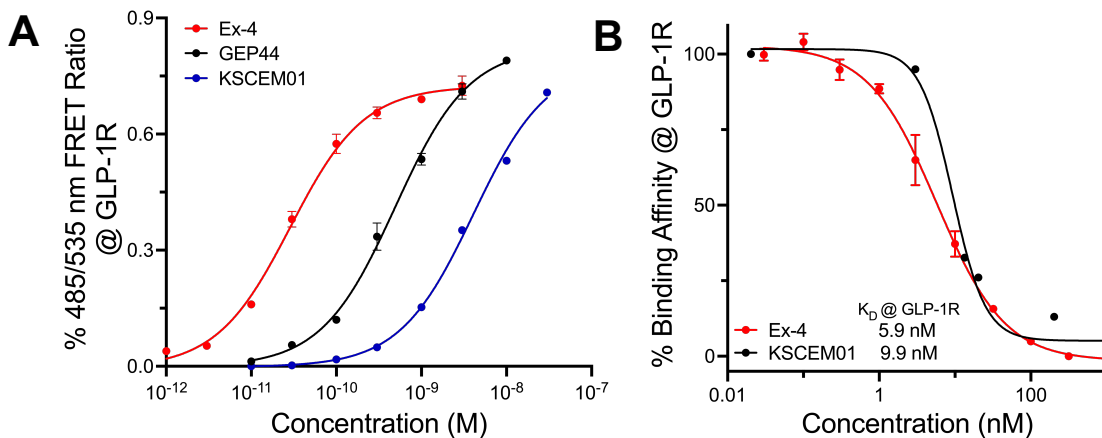 A
% 485/535 nm FRET Ratio
@ GLP-1R
0.9
0.6
0.3
0.0
Ex-4
GEP44
KSCEM01
10-12
10-11
10-10
10-9
10-8
10-7
Concentration (M)
B
% Binding Affinity @ GLP-1R
100
50
0
KD @ GLP-1R
Ex-4 5.9 nM
KSCEM01 9.9 nM
0.01
1
100
Concentration (nM)